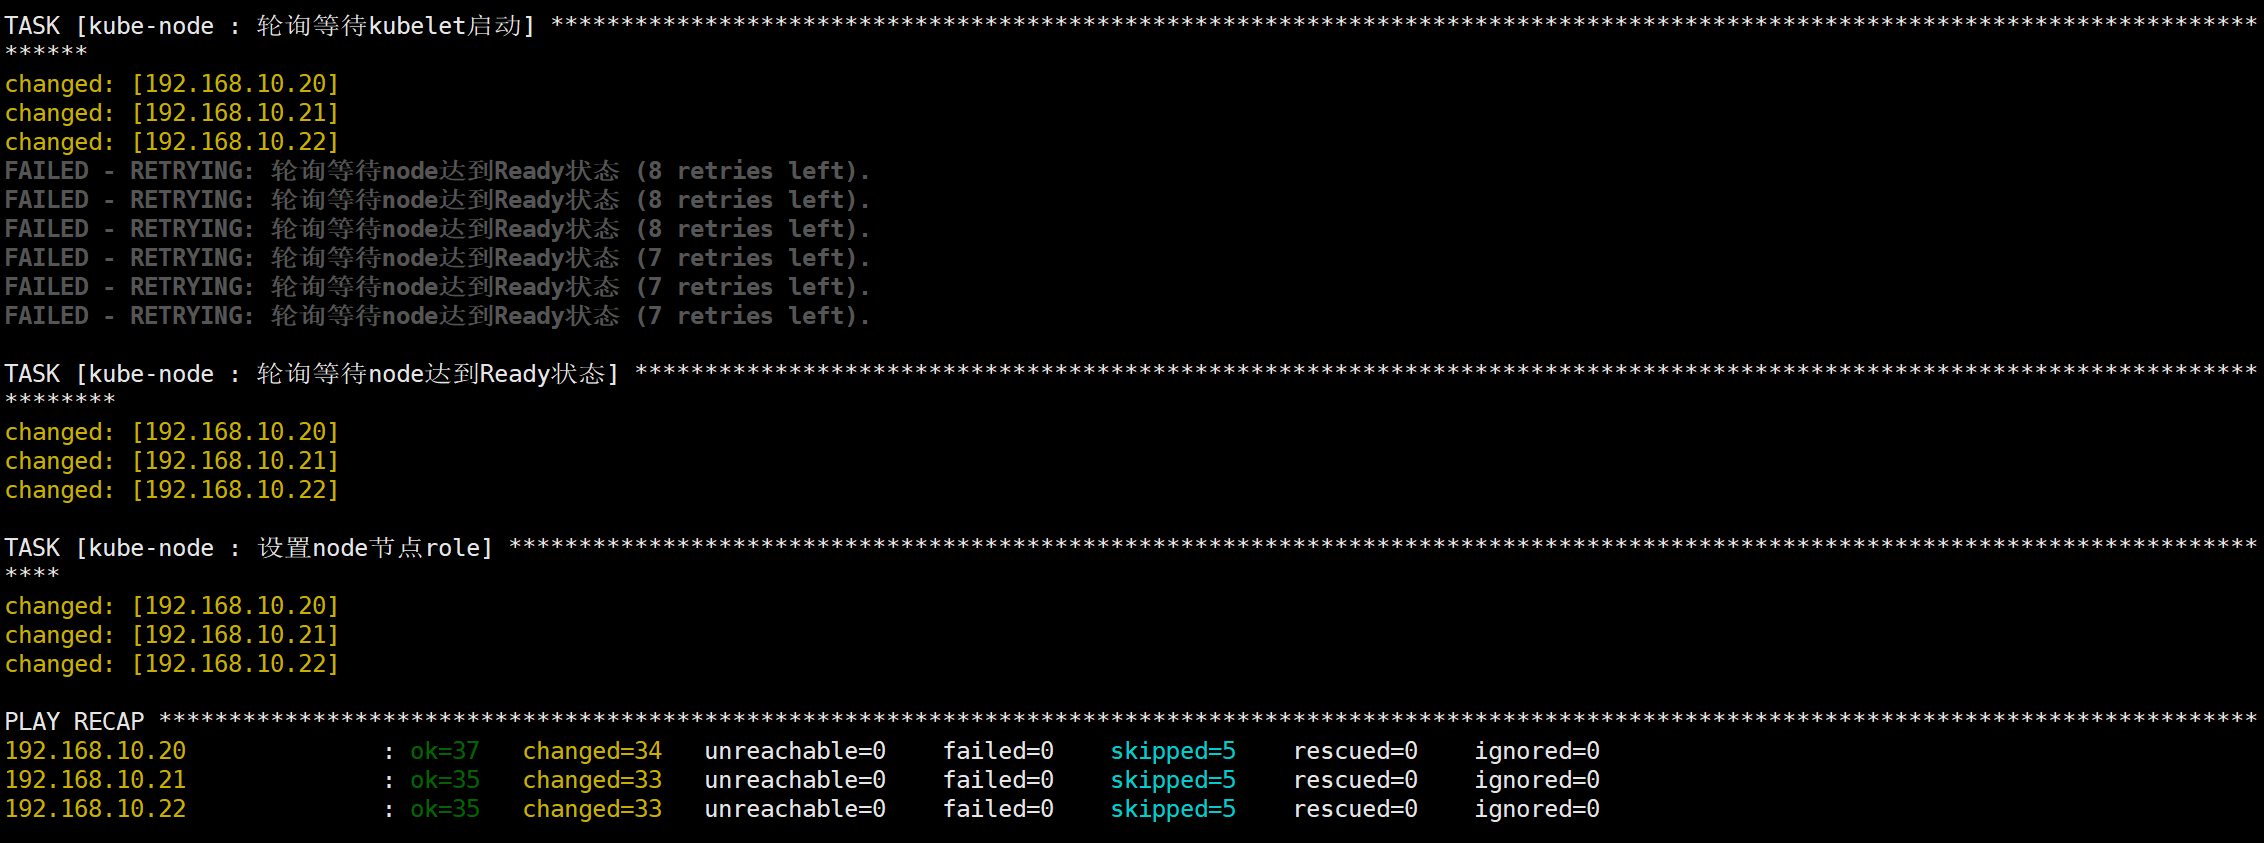 TASK [kube-node : 轮询等待kubelet启动] **************************************************************************************************************************
******
changed: [192.168.10.20]
changed: [192.168.10.21]
changed: [192.168.10.22]
FAILED - RETRYING: 轮询等待node达到Ready状态 (8 retries left).
FAILED - RETRYING: 轮询等待node达到Ready状态 (8 retries left).
FAILED - RETRYING: 轮询等待node达到Ready状态 (8 retries left).
FAILED - RETRYING: 轮询等待node达到Ready状态 (7 retries left).
FAILED - RETRYING: 轮询等待node达到Ready状态 (7 retries left).
FAILED - RETRYING: 轮询等待node达到Ready状态 (7 retries left).
TASK [kube-node : 轮询等待node达到Ready状态] ********************************************************************************************************************
********
changed: [192.168.10.20]
changed: [192.168.10.21]
changed: [192.168.10.22]
TASK [kube-node : 设置node节点role] *****************************************************************************************************************************
****
changed: [192.168.10.20]
changed: [192.168.10.21]
changed: [192.168.10.22]
PLAY RECAP ******************************************************************************************************************************************************
192.168.10.20 : ok=37 changed=34 unreachable=0 failed=0 skipped=5 rescued=0 ignored=0
192.168.10.21 : ok=35 changed=33 unreachable=0 failed=0 skipped=5 rescued=0 ignored=0
192.168.10.22 : ok=35 changed=33 unreachable=0 failed=0 skipped=5 rescued=0 ignored=0